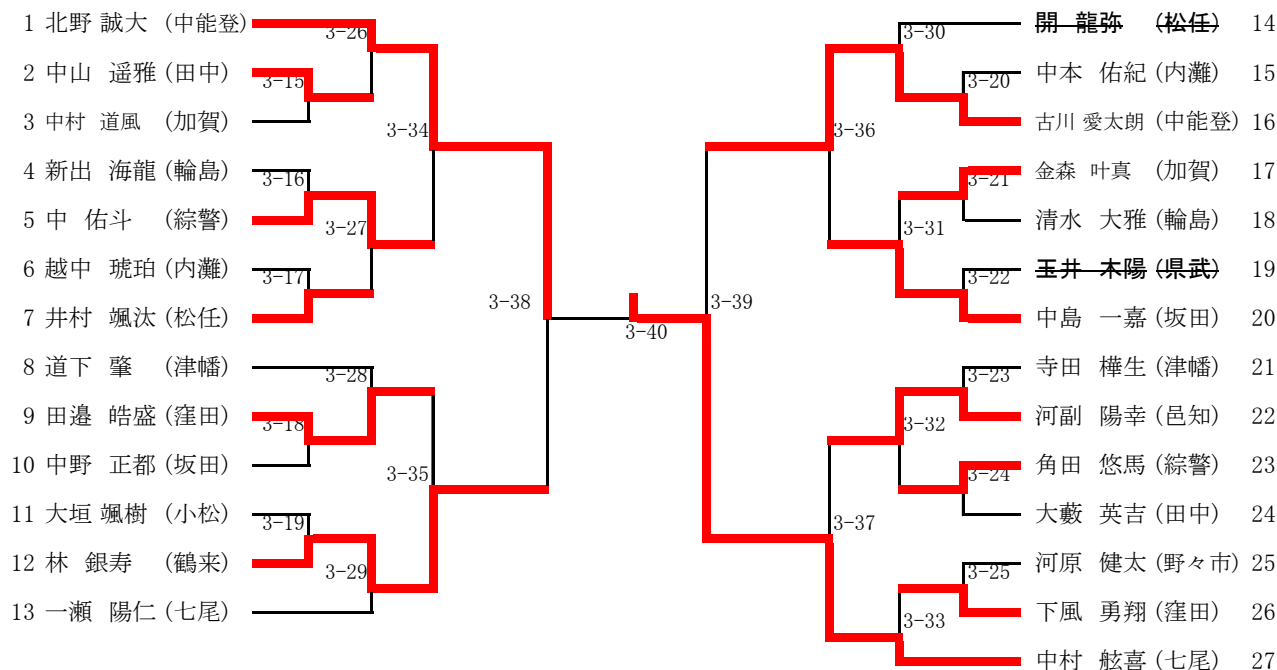 1 北野 誠大 (中能登)
3-26
2 中山 遥雅 (田中)
3-15
3 中村 道風 (加賀)
3-34
4 新出 海龍 (輪島)
3-16
5 中 佑斗 (綜警)
3-27
6 越中 琥珀 (内灘)
3-17
7 井村 颯汰 (松任)
3-38
8 道下 肇 (津幡)
3-28
9 田邉 皓盛 (窪田)
3-18
10 中野 正都 (坂田)
3-35
11 大垣 颯樹 (小松)
3-19
12 林 銀寿 (鶴来)
3-29
13 一瀬 陽仁 (七尾)
3-40
開 龍弥 (松任) 14
3-30
中本 佑紀 (内灘) 15
3-20
古川 愛太朗 (中能登) 16
3-36
金森 叶真 (加賀) 17
3-21
清水 大雅 (輪島) 18
3-31
玉井 木陽 (県武) 19
3-22
中島 一嘉 (坂田) 20
3-39
寺田 樺生 (津幡) 21
3-23
河副 陽幸 (邑知) 22
3-32
角田 悠馬 (綜警) 23
3-24
大藪 英吉 (田中) 24
3-37
河原 健太 (野々市) 25
3-25
下風 勇翔 (窪田) 26
3-33
中村 舷喜 (七尾) 27